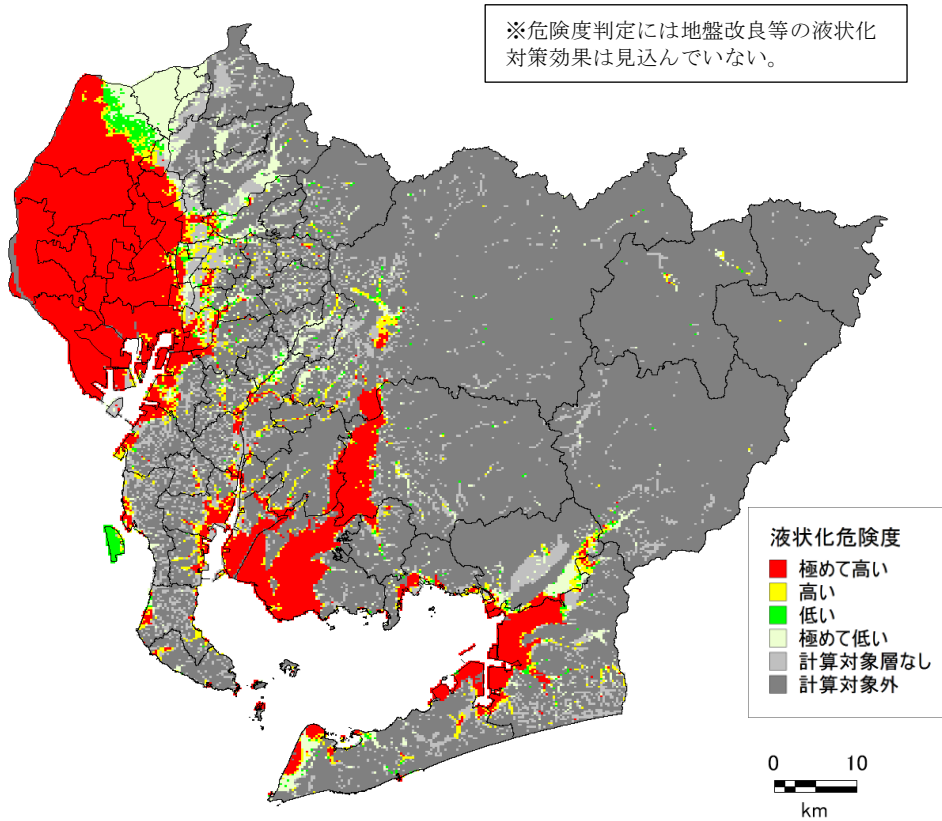 ※危険度判定には地盤改良等の液状化
対策効果は見込んでいない。
液状化危険度
極めて高い
高い
低い
極めて低い
計算対象層なし
計算対象外
0 10
km